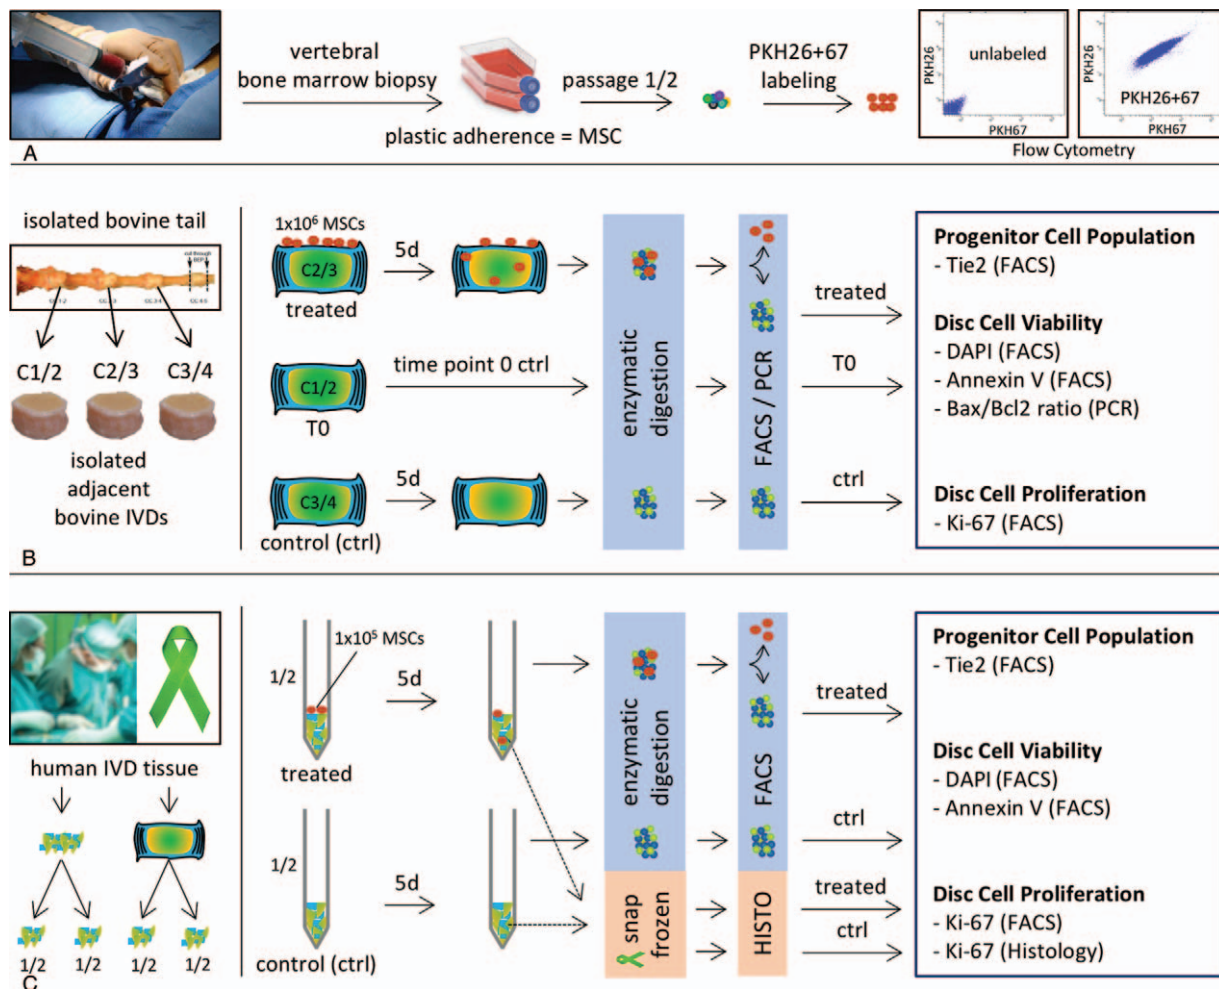 vertebral
bone marrow biopsy
plastic adherence = MSC
passage 1/2
PKH26+67
labeling
PKH26
unlabeled
PKH67
PKH26
PKH26+67
PKH67
Flow Cytometry
A
isolated bovine tail
C1/2
C2/3
C3/4
isolated
adjacent
bovine IVDs
1x10⁶ MSCs
C2/3
treated
5d
C1/2
T0
time point 0 ctrl
C3/4
control (ctrl)
5d
enzymatic
digestion
FACS / PCR
treated
T0
ctrl
Progenitor Cell Population
- Tie2 (FACS)
Disc Cell Viability
- DAPI (FACS)
- Annexin V (FACS)
- Bax/Bcl2 ratio (PCR)
Disc Cell Proliferation
- Ki-67 (FACS)
B
human IVD tissue
1/2
1/2
1/2
1/2
1/2
1x10⁵ MSCs
treated
5d
1/2
control (ctrl)
5d
enzymatic
digestion
snap
frozen
FACS
HISTO
treated
ctrl
treated
ctrl
Progenitor Cell Population
- Tie2 (FACS)
Disc Cell Viability
- DAPI (FACS)
- Annexin V (FACS)
Disc Cell Proliferation
- Ki-67 (FACS)
- Ki-67 (Histology)
C